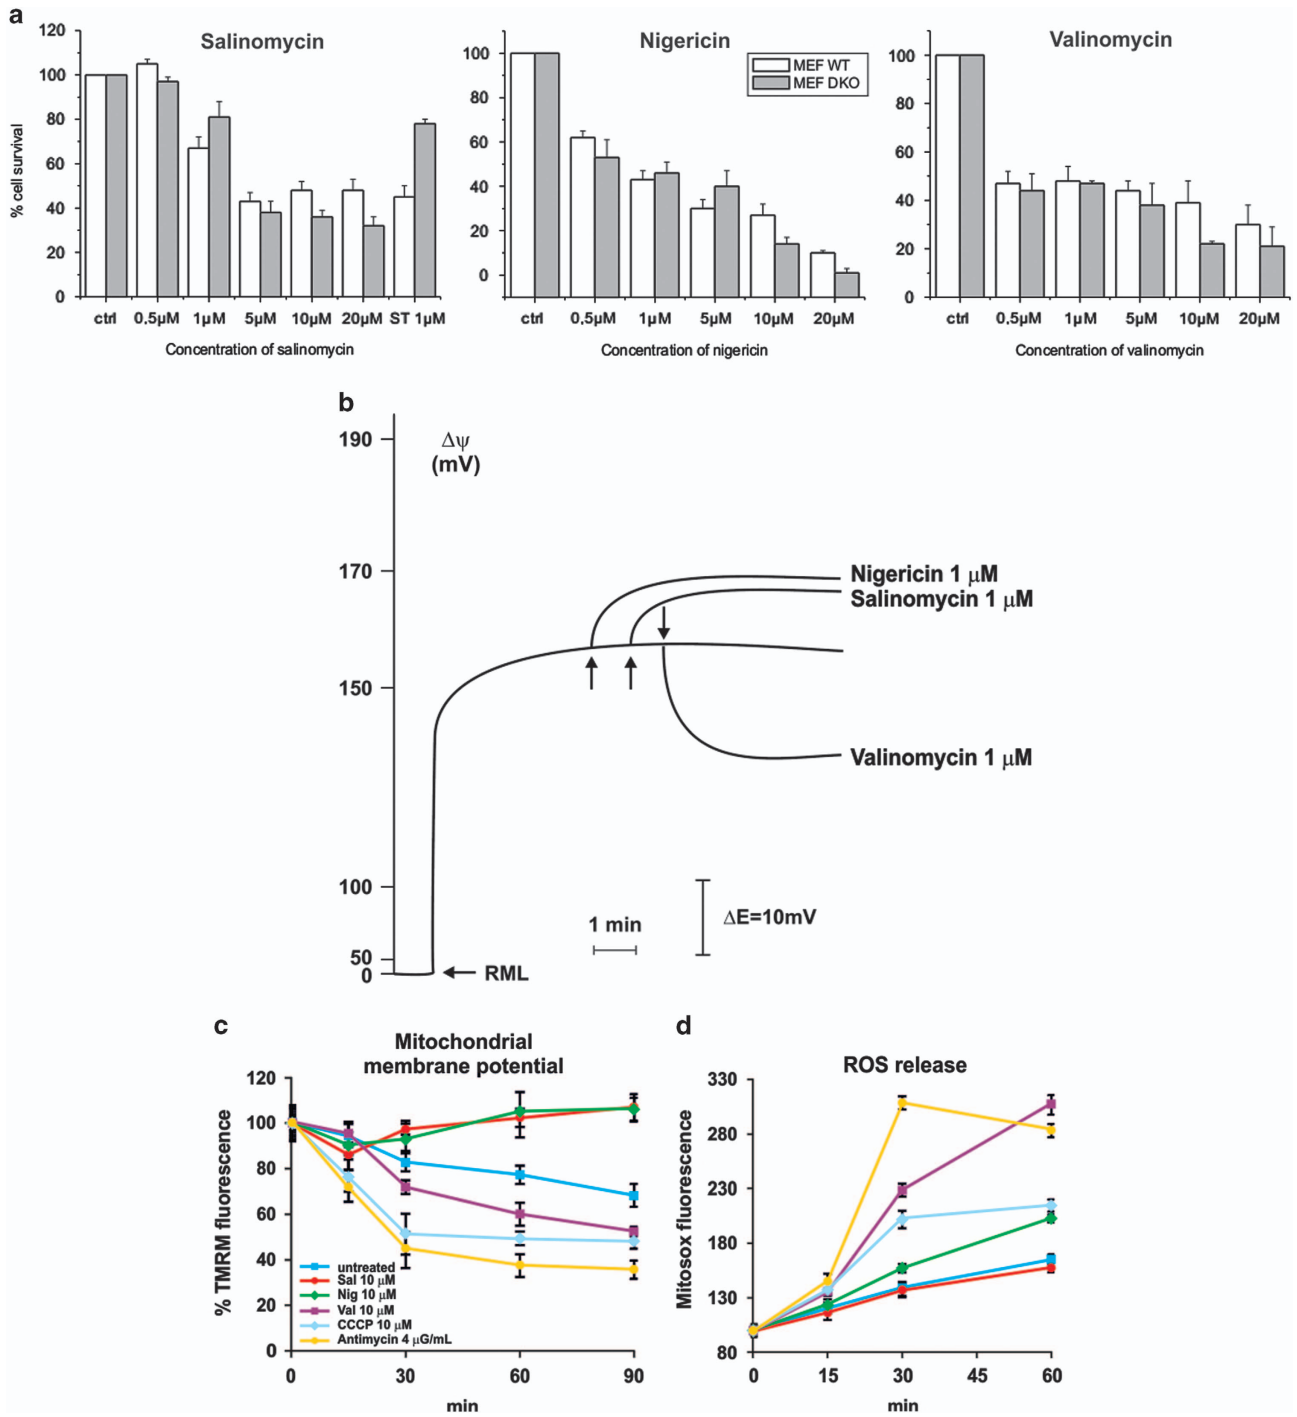 a
Salinomycin
120
100
80
60
40
20
0
% cell survival
ctrl 0.5µM 1µM 5µM 10µM 20µM ST 1µM
Concentration of salinomycin
Nigericin
MEF WT
MEF DKO
100
80
60
40
20
0
ctrl 0.5µM 1µM 5µM 10µM 20µM
Concentration of nigericin
Valinomycin
100
80
60
40
20
0
ctrl 0.5µM 1µM 5µM 10µM 20µM
Concentration of valinomycin
b
Δψ
(mV)
190
170
150
100
50
0
Nigericin 1 µM
Salinomycin 1 µM
Valinomycin 1 µM
1 min
ΔE=10mV
RML
c
Mitochondrial
membrane potential
120
100
80
60
40
20
0
% TMRM fluorescence
untreated
Sal 10 µM
Nig 10 µM
Val 10 µM
CCCP 10 µM
Antimycin 4 µG/mL
0 30 60 90
min
d
ROS release
330
280
230
180
130
80
Mitosox fluorescence
0 15 30 45 60
min